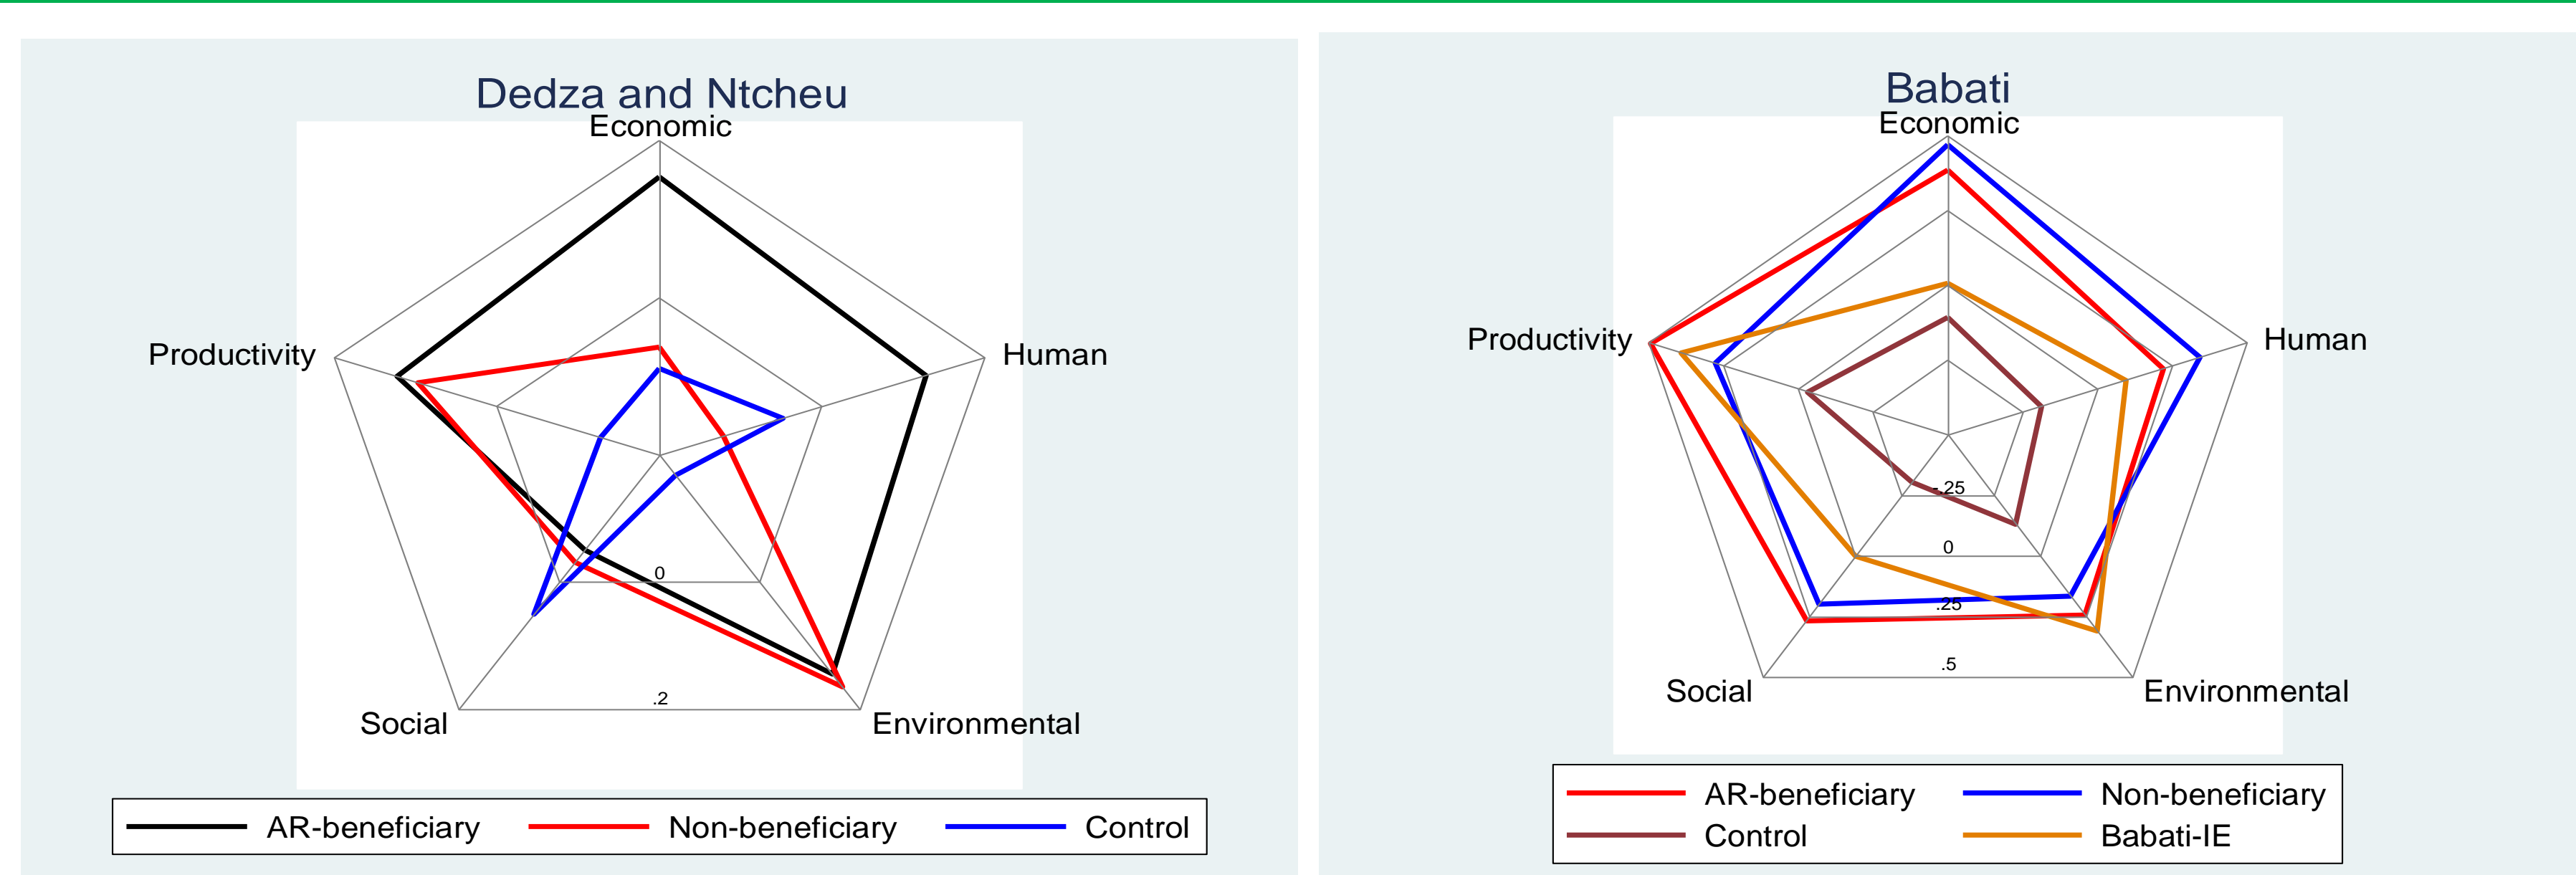 Dedza and Ntcheu
Economic
Productivity
Human
0
.2
Social
Environmental
AR-beneficiary
Non-beneficiary
Control
Babati
Economic
Productivity
Human
-.25
0
.25
.5
Social
Environmental
AR-beneficiary
Non-beneficiary
Control
Babati-IE